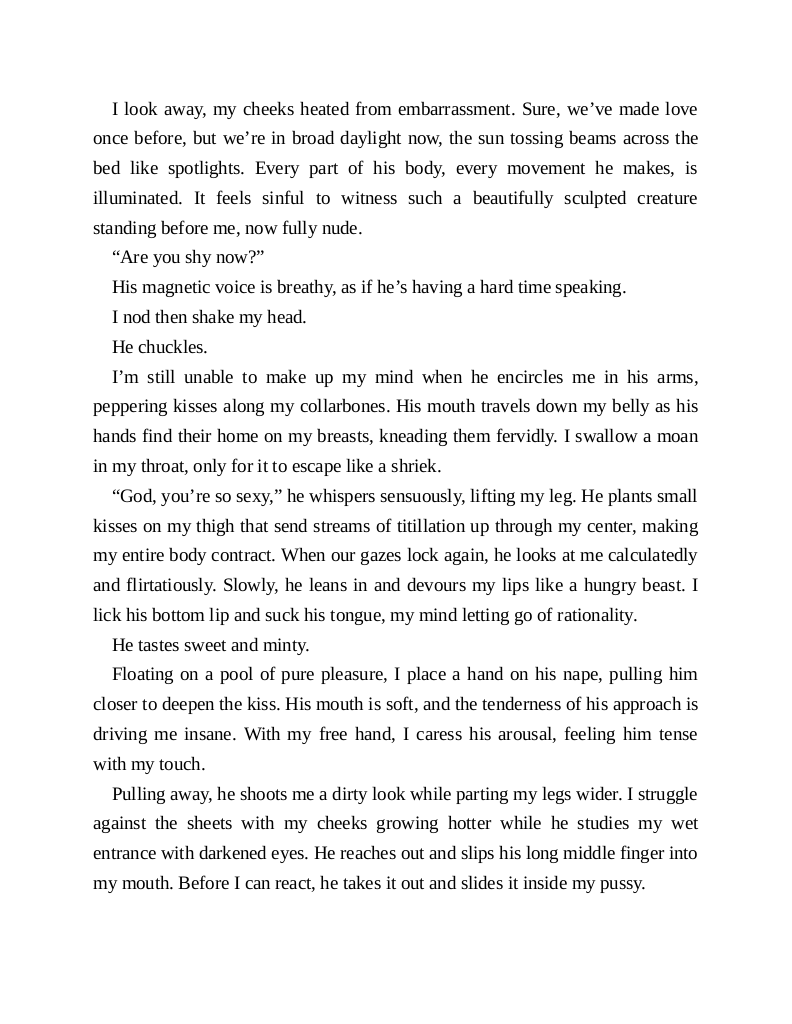 I look away, my cheeks heated from embarrassment. Sure, we’ve made love
once before, but we’re in broad daylight now, the sun tossing beams across the
bed like spotlights. Every part of his body, every movement he makes, is
illuminated. It feels sinful to witness such a beautifully sculpted creature
standing before me, now fully nude.
“Are you shy now?”
His magnetic voice is breathy, as if he’s having a hard time speaking.
I nod then shake my head.
He chuckles.
I’m still unable to make up my mind when he encircles me in his arms,
peppering kisses along my collarbones. His mouth travels down my belly as his
hands find their home on my breasts, kneading them fervidly. I swallow a moan
in my throat, only for it to escape like a shriek.
“God, you’re so sexy,” he whispers sensuously, lifting my leg. He plants small
kisses on my thigh that send streams of titillation up through my center, making
my entire body contract. When our gazes lock again, he looks at me calculatedly
and flirtatiously. Slowly, he leans in and devours my lips like a hungry beast. I
lick his bottom lip and suck his tongue, my mind letting go of rationality.
He tastes sweet and minty.
Floating on a pool of pure pleasure, I place a hand on his nape, pulling him
closer to deepen the kiss. His mouth is soft, and the tenderness of his approach is
driving me insane. With my free hand, I caress his arousal, feeling him tense
with my touch.
Pulling away, he shoots me a dirty look while parting my legs wider. I struggle
against the sheets with my cheeks growing hotter while he studies my wet
entrance with darkened eyes. He reaches out and slips his long middle finger into
my mouth. Before I can react, he takes it out and slides it inside my pussy.